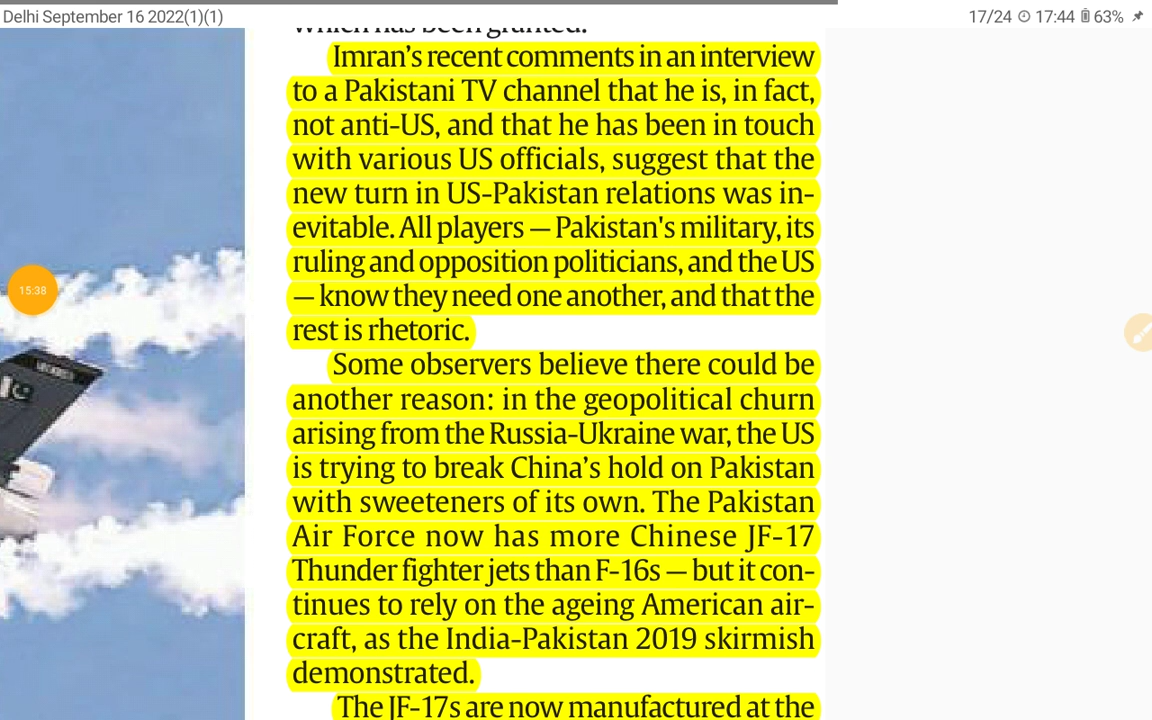 Delhi September 16 2022(1)(1)
17/24 17:44 63%
which has been granted.
Imran’s recent comments in an interview
to a Pakistani TV channel that he is, in fact,
not anti-US, and that he has been in touch
with various US officials, suggest that the
new turn in US-Pakistan relations was in-
evitable. All players — Pakistan's military, its
ruling and opposition politicians, and the US
— know they need one another, and that the
rest is rhetoric.
15:38
Some observers believe there could be
another reason: in the geopolitical churn
arising from the Russia-Ukraine war, the US
is trying to break China’s hold on Pakistan
with sweeteners of its own. The Pakistan
Air Force now has more Chinese JF-17
Thunder fighter jets than F-16s — but it con-
tinues to rely on the ageing American air-
craft, as the India-Pakistan 2019 skirmish
demonstrated.
The JF-17s are now manufactured at the